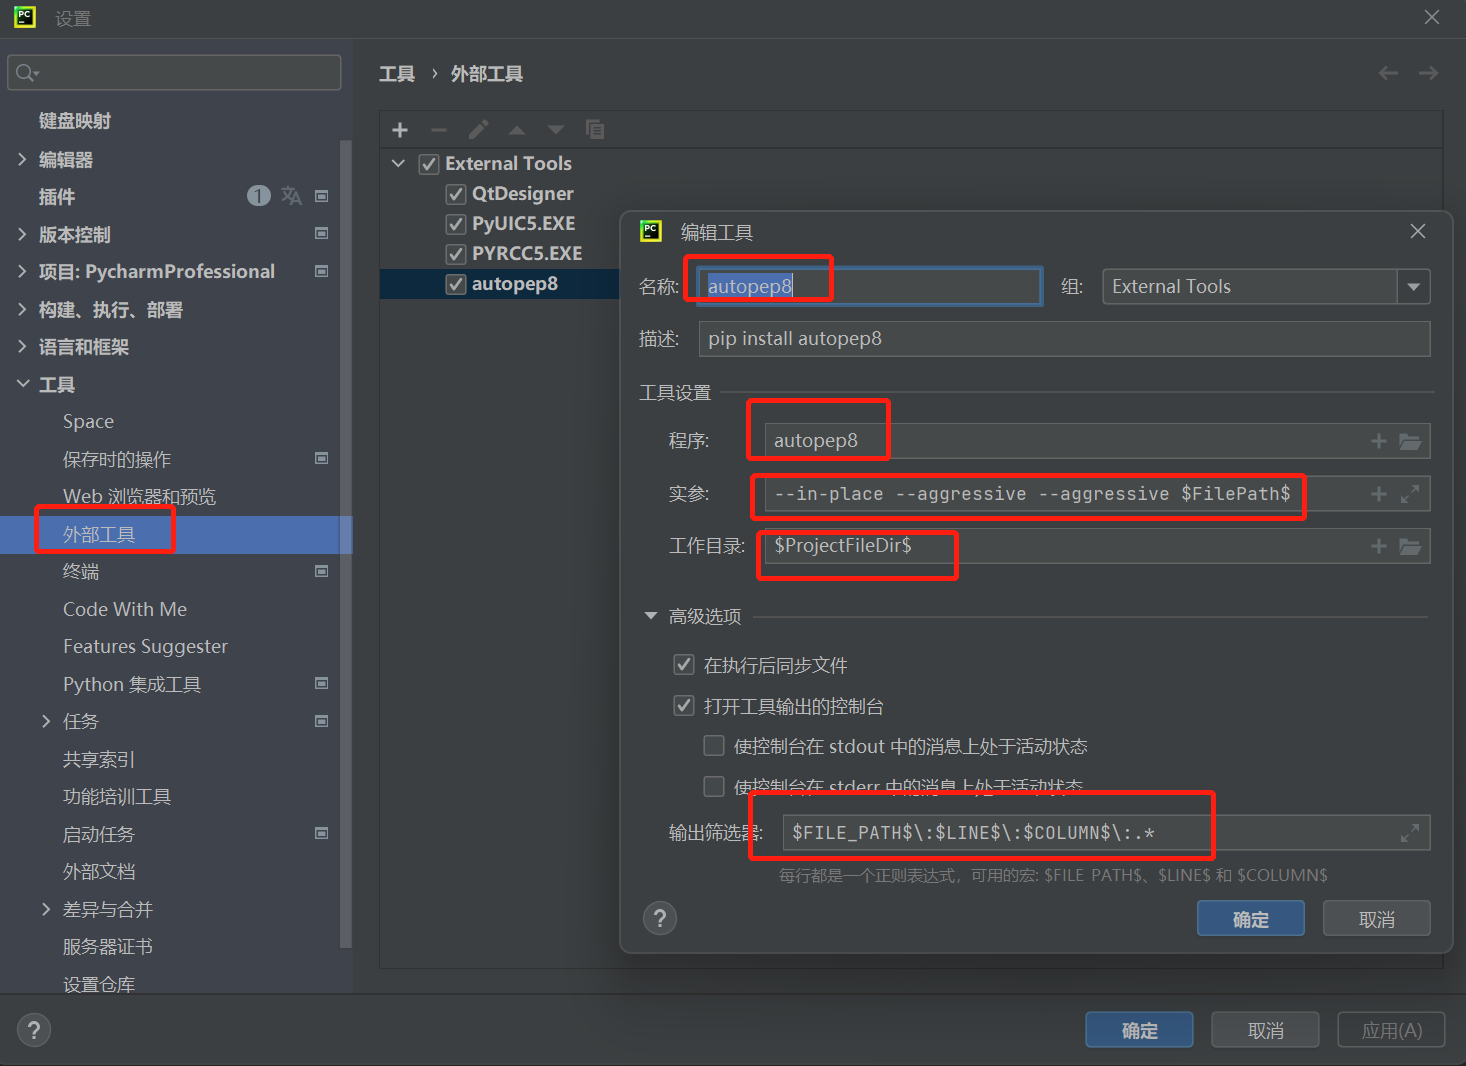 PC 设置
键盘映射
编辑器
插件 1
版本控制
项目: PycharmProfessional
构建、执行、部署
语言和框架
工具
Space
保存时的操作
Web 浏览器和预览
外部工具
终端
Code With Me
Features Suggester
Python 集成工具
任务
共享索引
功能培训工具
启动任务
外部文档
差异与合并
服务器证书
设置仓库
工具 › 外部工具
External Tools
QtDesigner
PyUIC5.EXE
PYRCC5.EXE
autopep8
PC 编辑工具
名称: autopep8 组: External Tools
描述: pip install autopep8
工具设置
程序: autopep8
实参: --in-place --aggressive --aggressive $FilePath$
工作目录: $ProjectFileDir$
高级选项
在执行后同步文件
打开工具输出的控制台
使控制台在 stdout 中的消息上处于活动状态
使控制台在 stderr 中的消息上处于活动状态
输出筛选器: $FILE_PATH$\:$LINE$\:$COLUMN$\:.*
每行都是一个正则表达式，可用的宏: $FILE_PATH$、$LINE$ 和 $COLUMN$
? 确定 取消
? 确定 取消 应用(A)